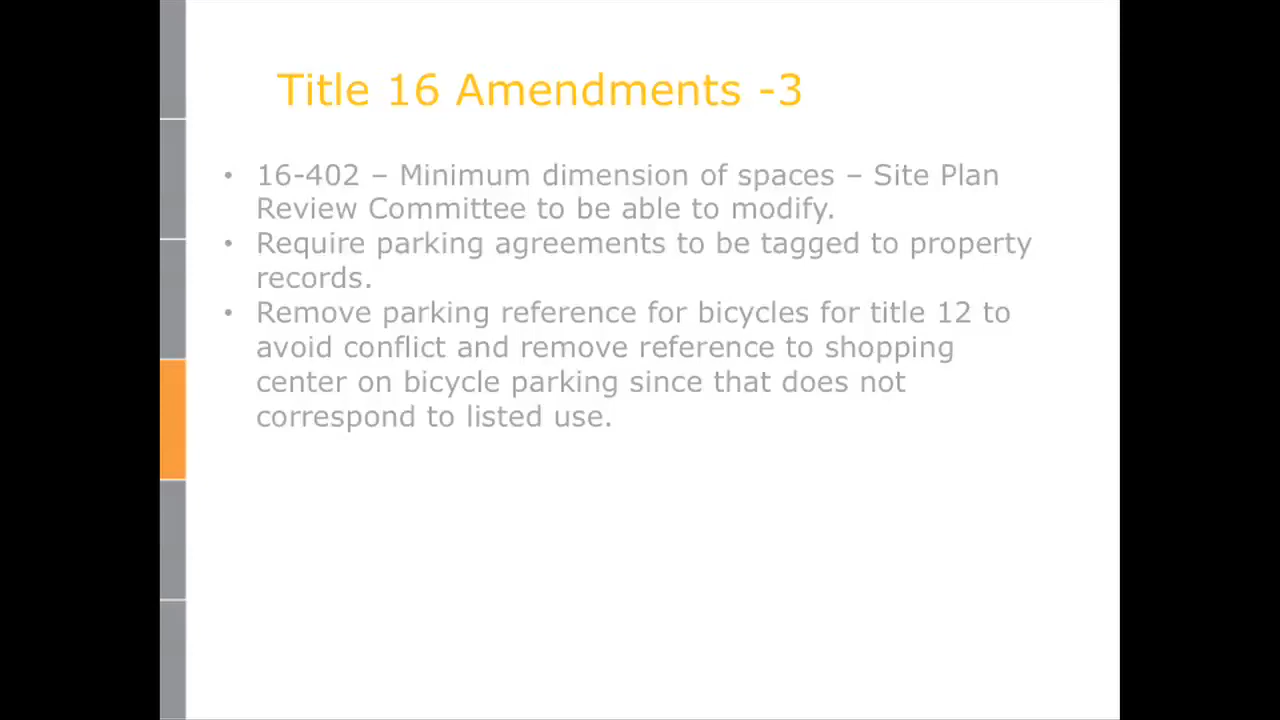 Title 16 Amendments -3
• 16-402 – Minimum dimension of spaces – Site Plan
Review Committee to be able to modify.
• Require parking agreements to be tagged to property
records.
• Remove parking reference for bicycles for title 12 to
avoid conflict and remove reference to shopping
center on bicycle parking since that does not
correspond to listed use.